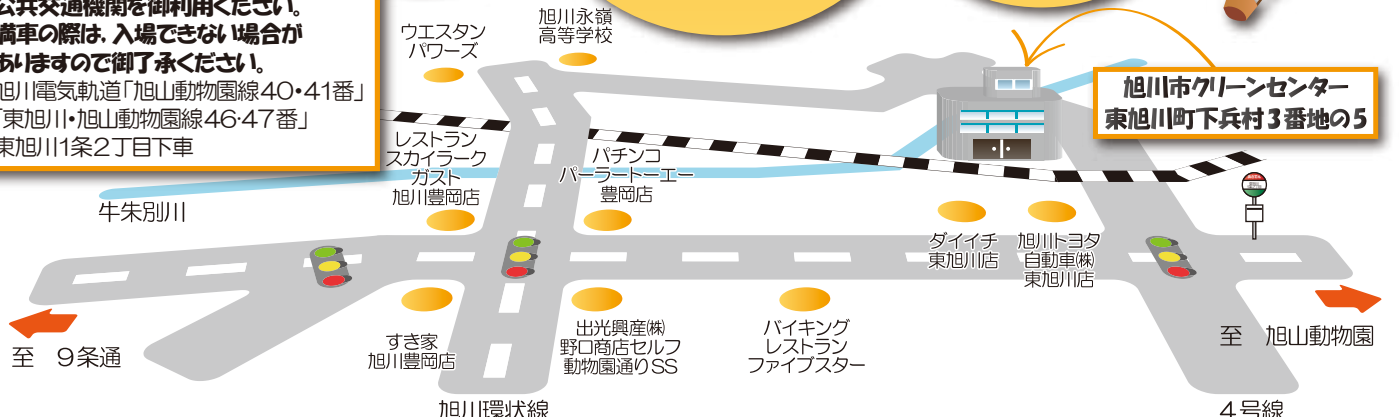 公共交通機関を御利用ください。
満車の際は、入場できない場合が
ありますので御了承ください。
旭川電気軌道「旭山動物園線40・41番」
「東旭川・旭山動物園線46・47番」
東旭川1条2丁目下車
ウエスタン
パワーズ
旭川永嶺
高等学校
旭川市クリーンセンター
東旭川町下兵村3番地の5
レストラン
スカイラーク
ガスト
旭川豊岡店
パチンコ
パーラートーエー
豊岡店
牛朱別川
ダイイチ
東旭川店
旭川トヨタ
自動車㈱
東旭川店
至 9条通
すき家
旭川豊岡店
出光興産㈱
野口商店セルフ
動物園通りSS
バイキング
レストラン
ファイブスター
至 旭山動物園
旭川環状線
4号線